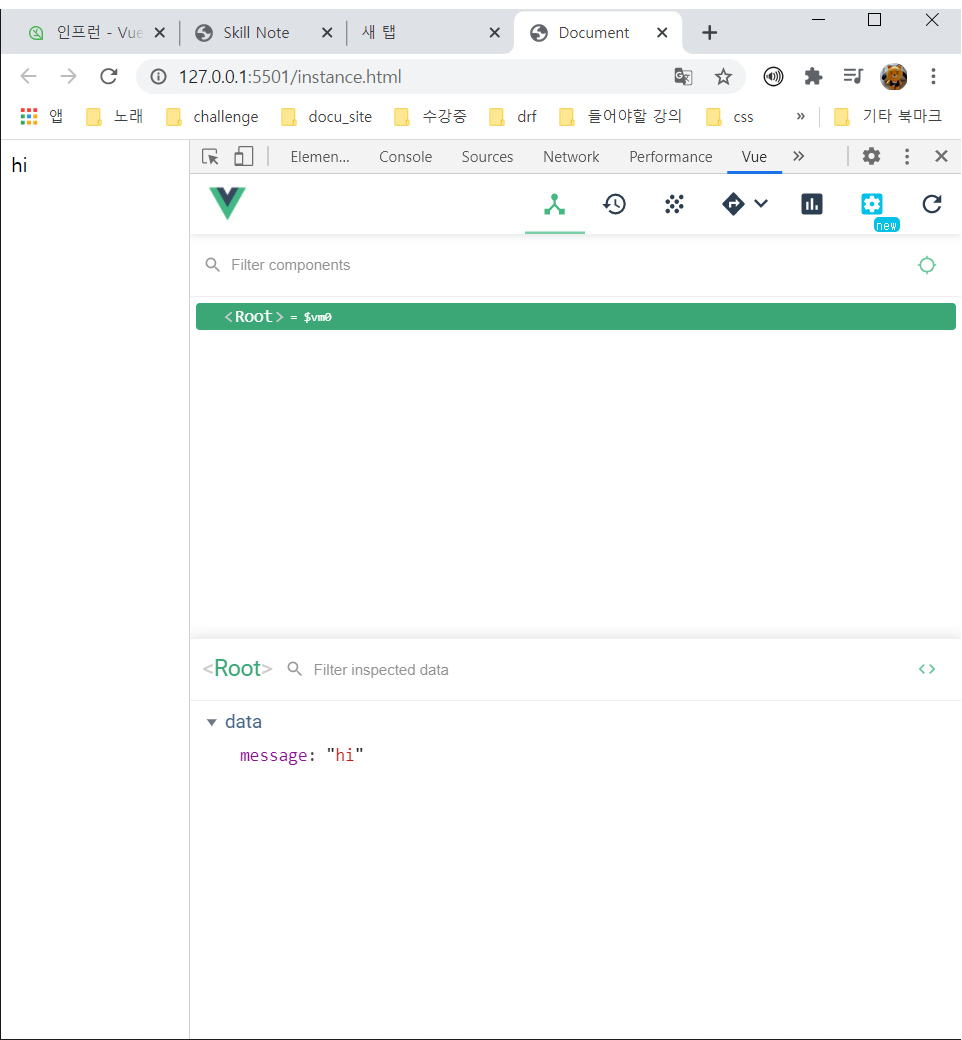 인프런 - Vue Skill Note 새 탭 Document
127.0.0.1:5501/instance.html
앱 노래 challenge docu_site 수강중 drf 들어야할 강의 css » 기타 북마크
hi
Elemen... Console Sources Network Performance Vue »
new
Filter components
<Root> = $vm0
<Root> Filter inspected data < >
data
message: "hi"